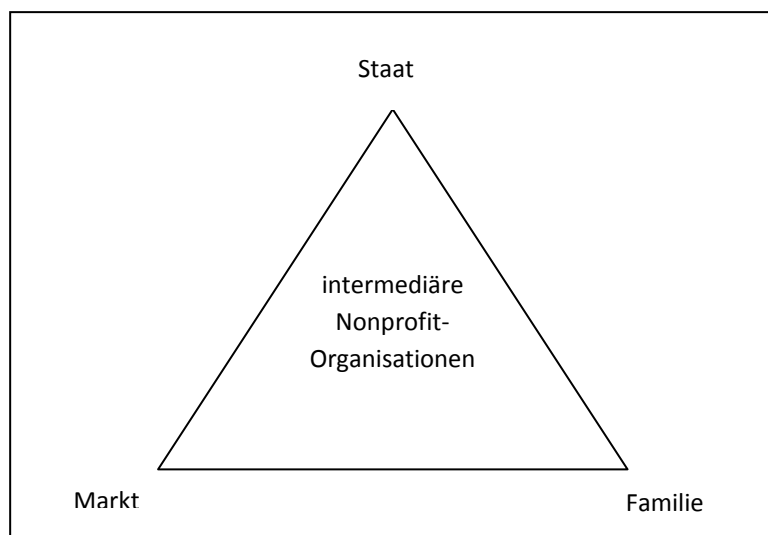 Staat
intermediäre
Nonprofit-
Organisationen
Markt
Familie